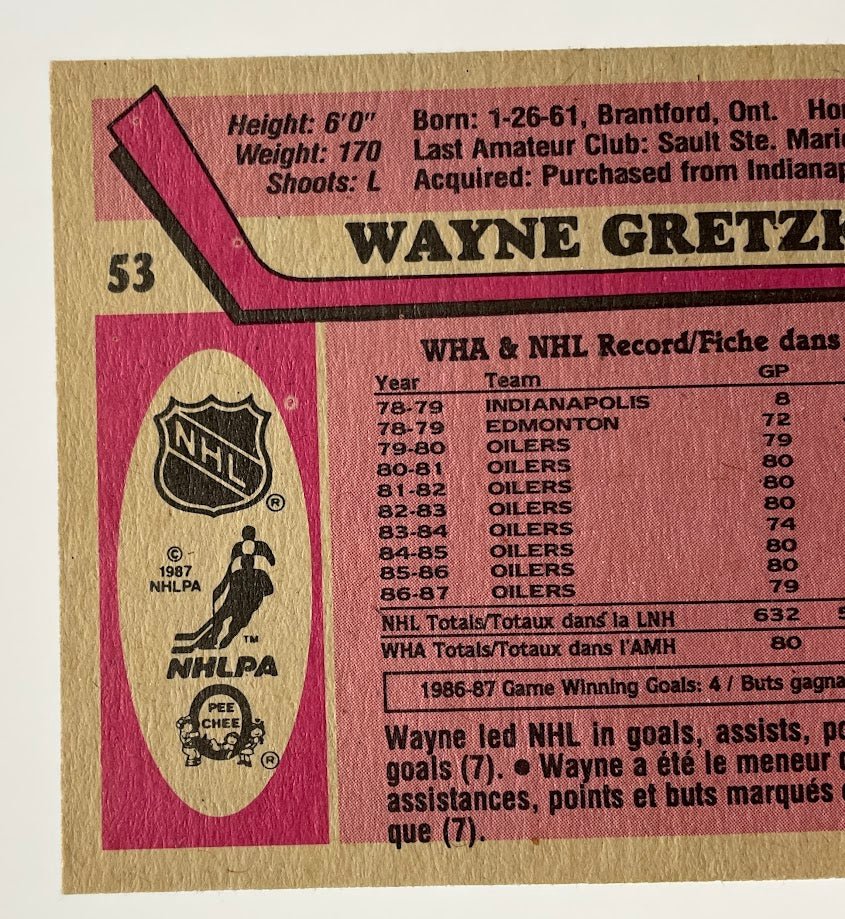 Height: 6'0" Born: 1-26-61, Brantford, Ont.
Weight: 170 Last Amateur Club: Sault Ste.
Shoots: L Acquired: Purchased from
WAYNE
53
WHA & NHL Record/Fiche dans
Year Team GP
78-79 INDIANAPOLIS 8
78-79 EDMONTON 72
79-80 OILERS 79
80-81 OILERS 80
81-82 OILERS 80
82-83 OILERS 80
83-84 OILERS 74
84-85 OILERS 80
85-86 OILERS 80
86-87 OILERS 79
NHL Totals/Totaux dans la LNH 632
WHA Totals/Totaux dans l'AMH 80
1986-87 Game Winning Goals: 4 / Buts
Wayne led NHL in goals, assists,
goals (7). • Wayne a été le meneur
assistances, points et buts marqués
que (7).
NHL
®
©
1987
NHLPA
TM
NHLPA
O
PEE
CHEE
®